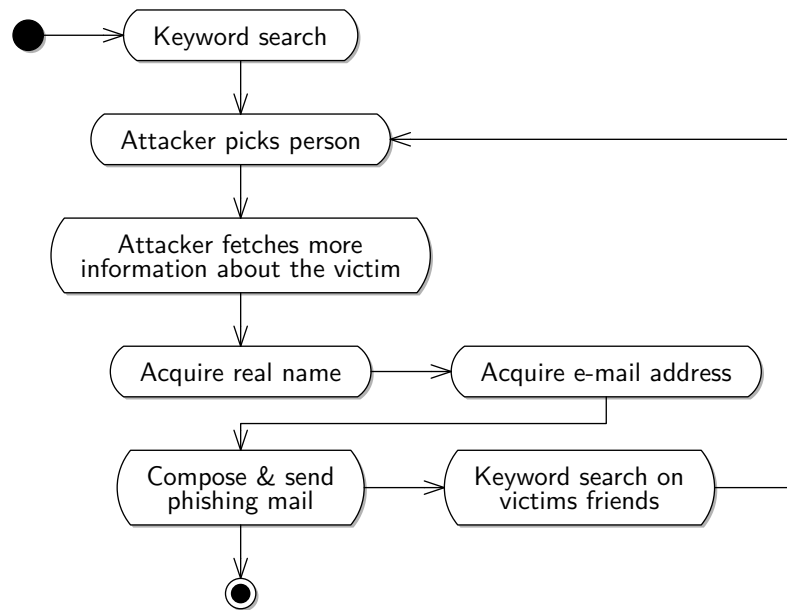 Keyword search
Attacker picks person
Attacker fetches more
information about the victim
Acquire real name
Acquire e-mail address
Compose & send
phishing mail
Keyword search on
victims friends